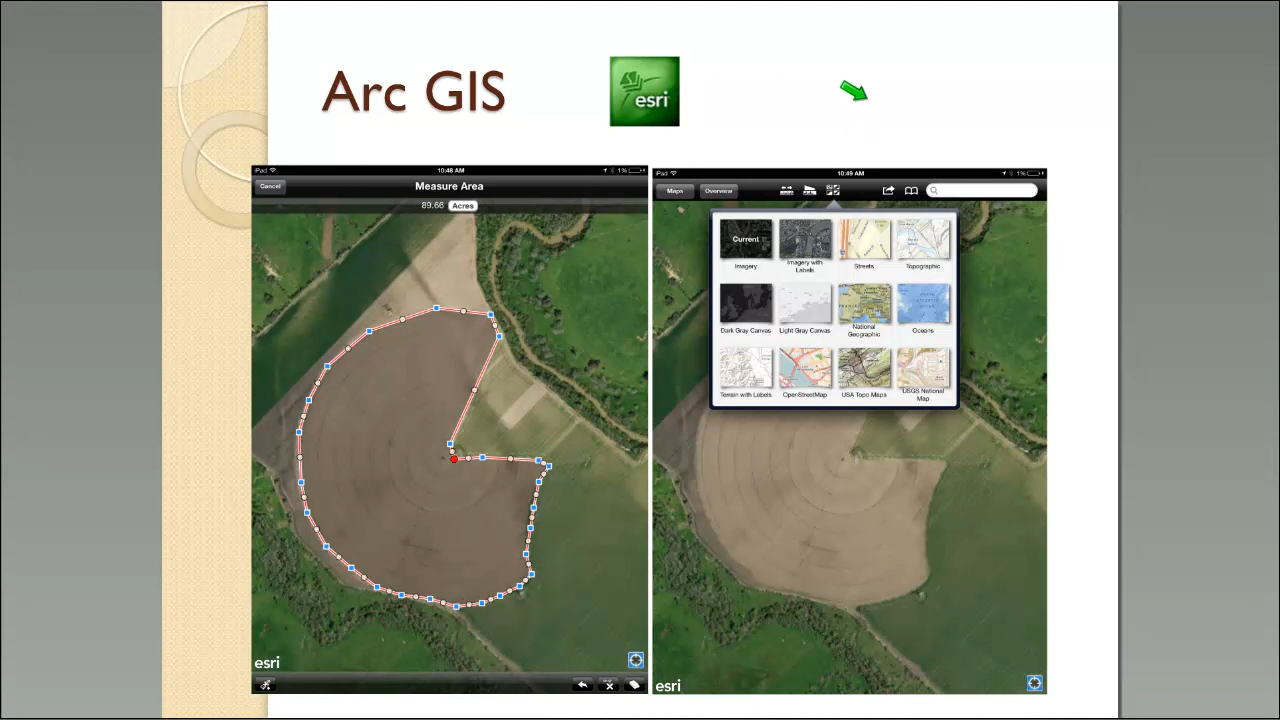 Arc GIS
esri
iPad
10:48 AM
1%
Cancel
Measure Area
89.66 Acres
esri
iPad
10:49 AM
1%
Maps
Overview
Current
Imagery
Imagery with
Labels
Streets
Topographic
Dark Gray Canvas
Light Gray Canvas
National
Geographic
Oceans
Terrain with Labels
OpenStreetMap
USA Topo Maps
USGS National
Map
esri